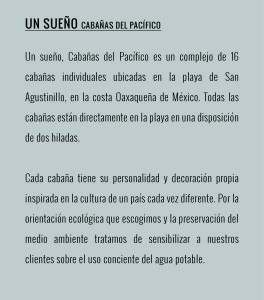 UN SUEÑO CABAÑAS DEL PACÍFICO
Un sueño, Cabañas del Pacífico es un complejo de 16
cabañas individuales ubicadas en la playa de San
Agustinillo, en la costa Oaxaqueña de México. Todas las
cabañas están directamente en la playa en una disposición
de dos hiladas.
Cada cabaña tiene su personalidad y decoración propia
inspirada en la cultura de un país cada vez diferente. Por la
orientación ecológica que escogimos y la preservación del
medio ambiente tratamos de sensibilizar a nuestros
clientes sobre el uso conciente del agua potable.